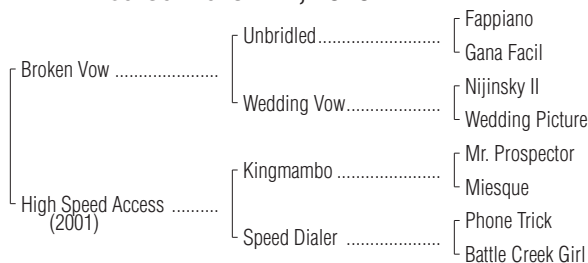 Unbridled
Fappiano
Gana Facil
Broken Vow
Wedding Vow
Nijinsky II
Wedding Picture
High Speed Access
(2001)
Kingmambo
Mr. Prospector
Miesque
Speed Dialer
Phone Trick
Battle Creek Girl